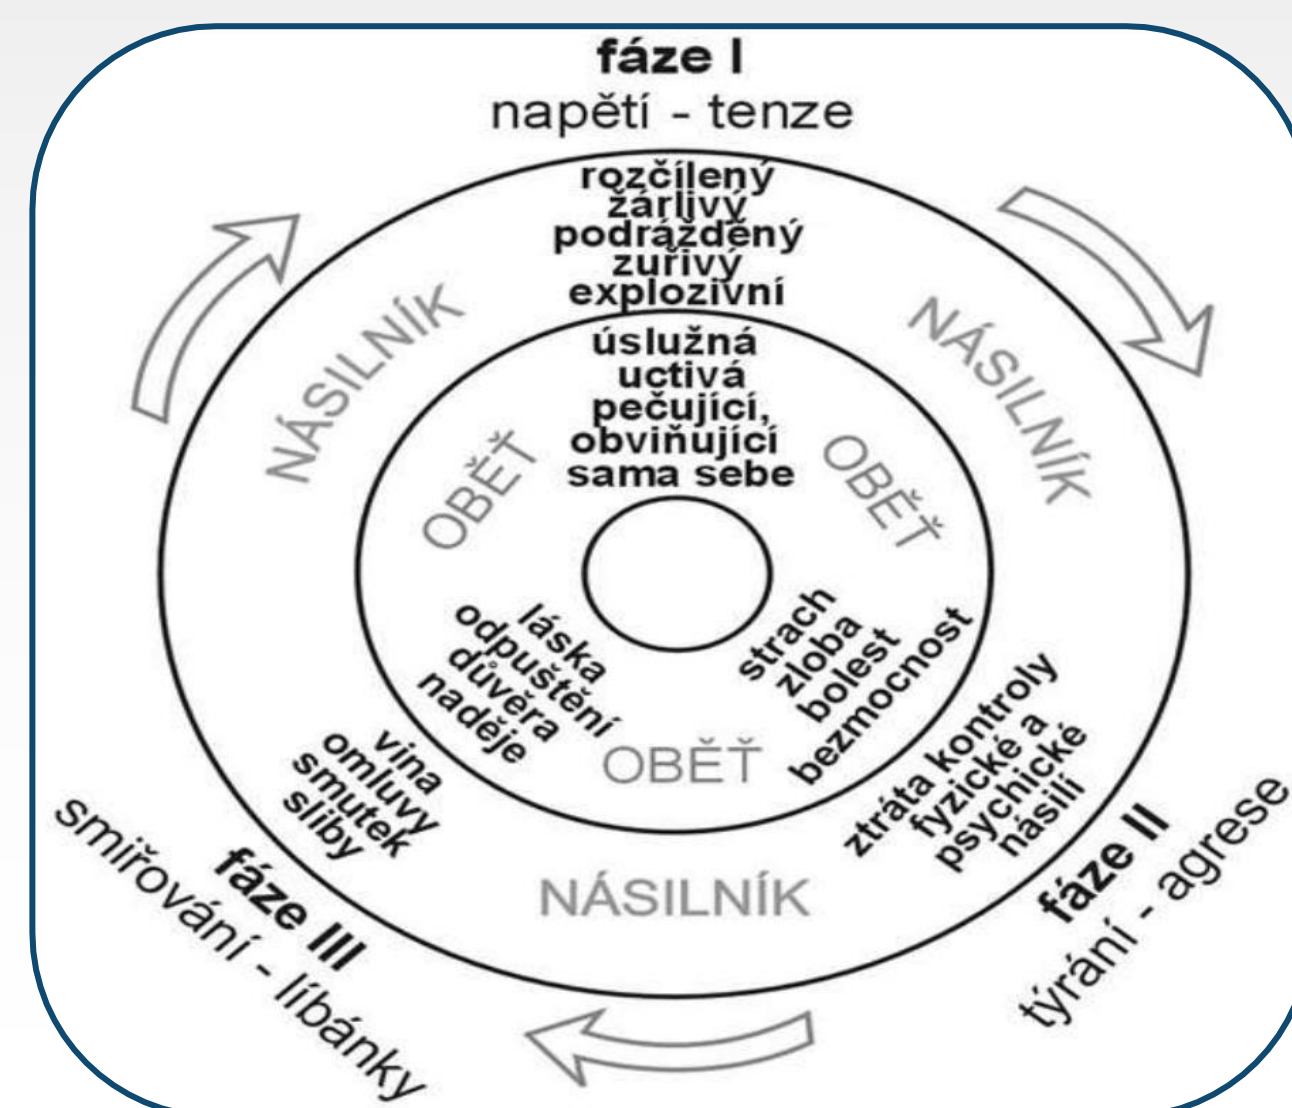 fáze I
napětí - tenze
rozčílený
žárlivý
podrážděný
zuřivý
explozivní
NÁSILNÍK
NÁSILNÍK
úslužná
uctivá
pečující,
obviňující
sama sebe
OBĚŤ
OBĚŤ
strach
zloba
bolest
bezmocnost
ztráta kontroly
fyzické a
psychické
násilí
fáze II
týrání - agrese
láska
odpuštění
důvěra
naděje
OBĚŤ
vina
omluvy
smutek
sliby
NÁSILNÍK
fáze III
smiřování - líbánky